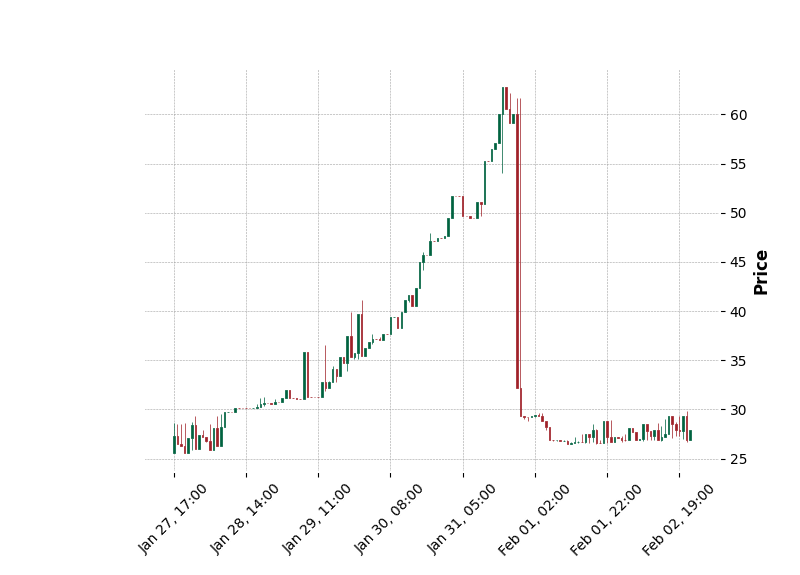 60
55
50
45
40
35
30
25
Price
Jan 27, 17:00
Jan 28, 14:00
Jan 29, 11:00
Jan 30, 08:00
Jan 31, 05:00
Feb 01, 02:00
Feb 01, 22:00
Feb 02, 19:00